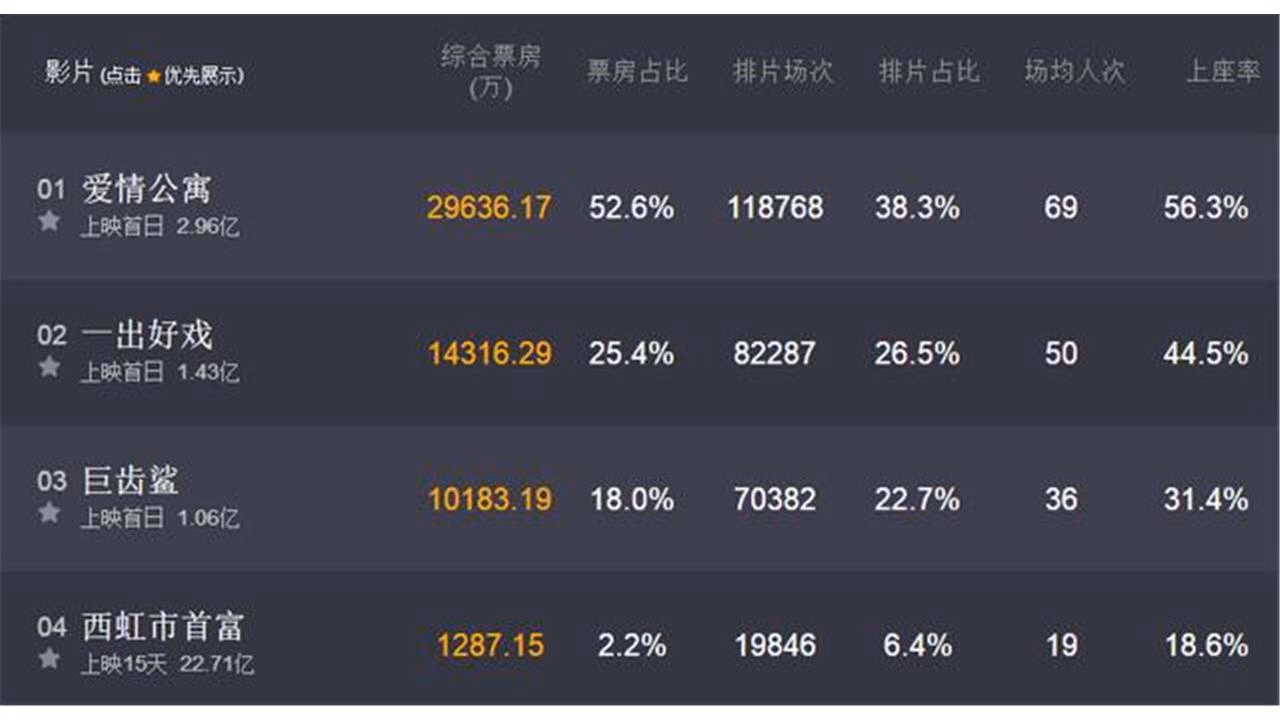 影片(点击★优先展示) 综合票房(万) 票房占比 排片场次 排片占比 场均人次 上座率
01 爱情公寓 29636.17 52.6% 118768 38.3% 69 56.3%
★ 上映首日 2.96亿
02 一出好戏 14316.29 25.4% 82287 26.5% 50 44.5%
★ 上映首日 1.43亿
03 巨齿鲨 10183.19 18.0% 70382 22.7% 36 31.4%
★ 上映首日 1.06亿
04 西虹市首富 1287.15 2.2% 19846 6.4% 19 18.6%
★ 上映15天 22.71亿